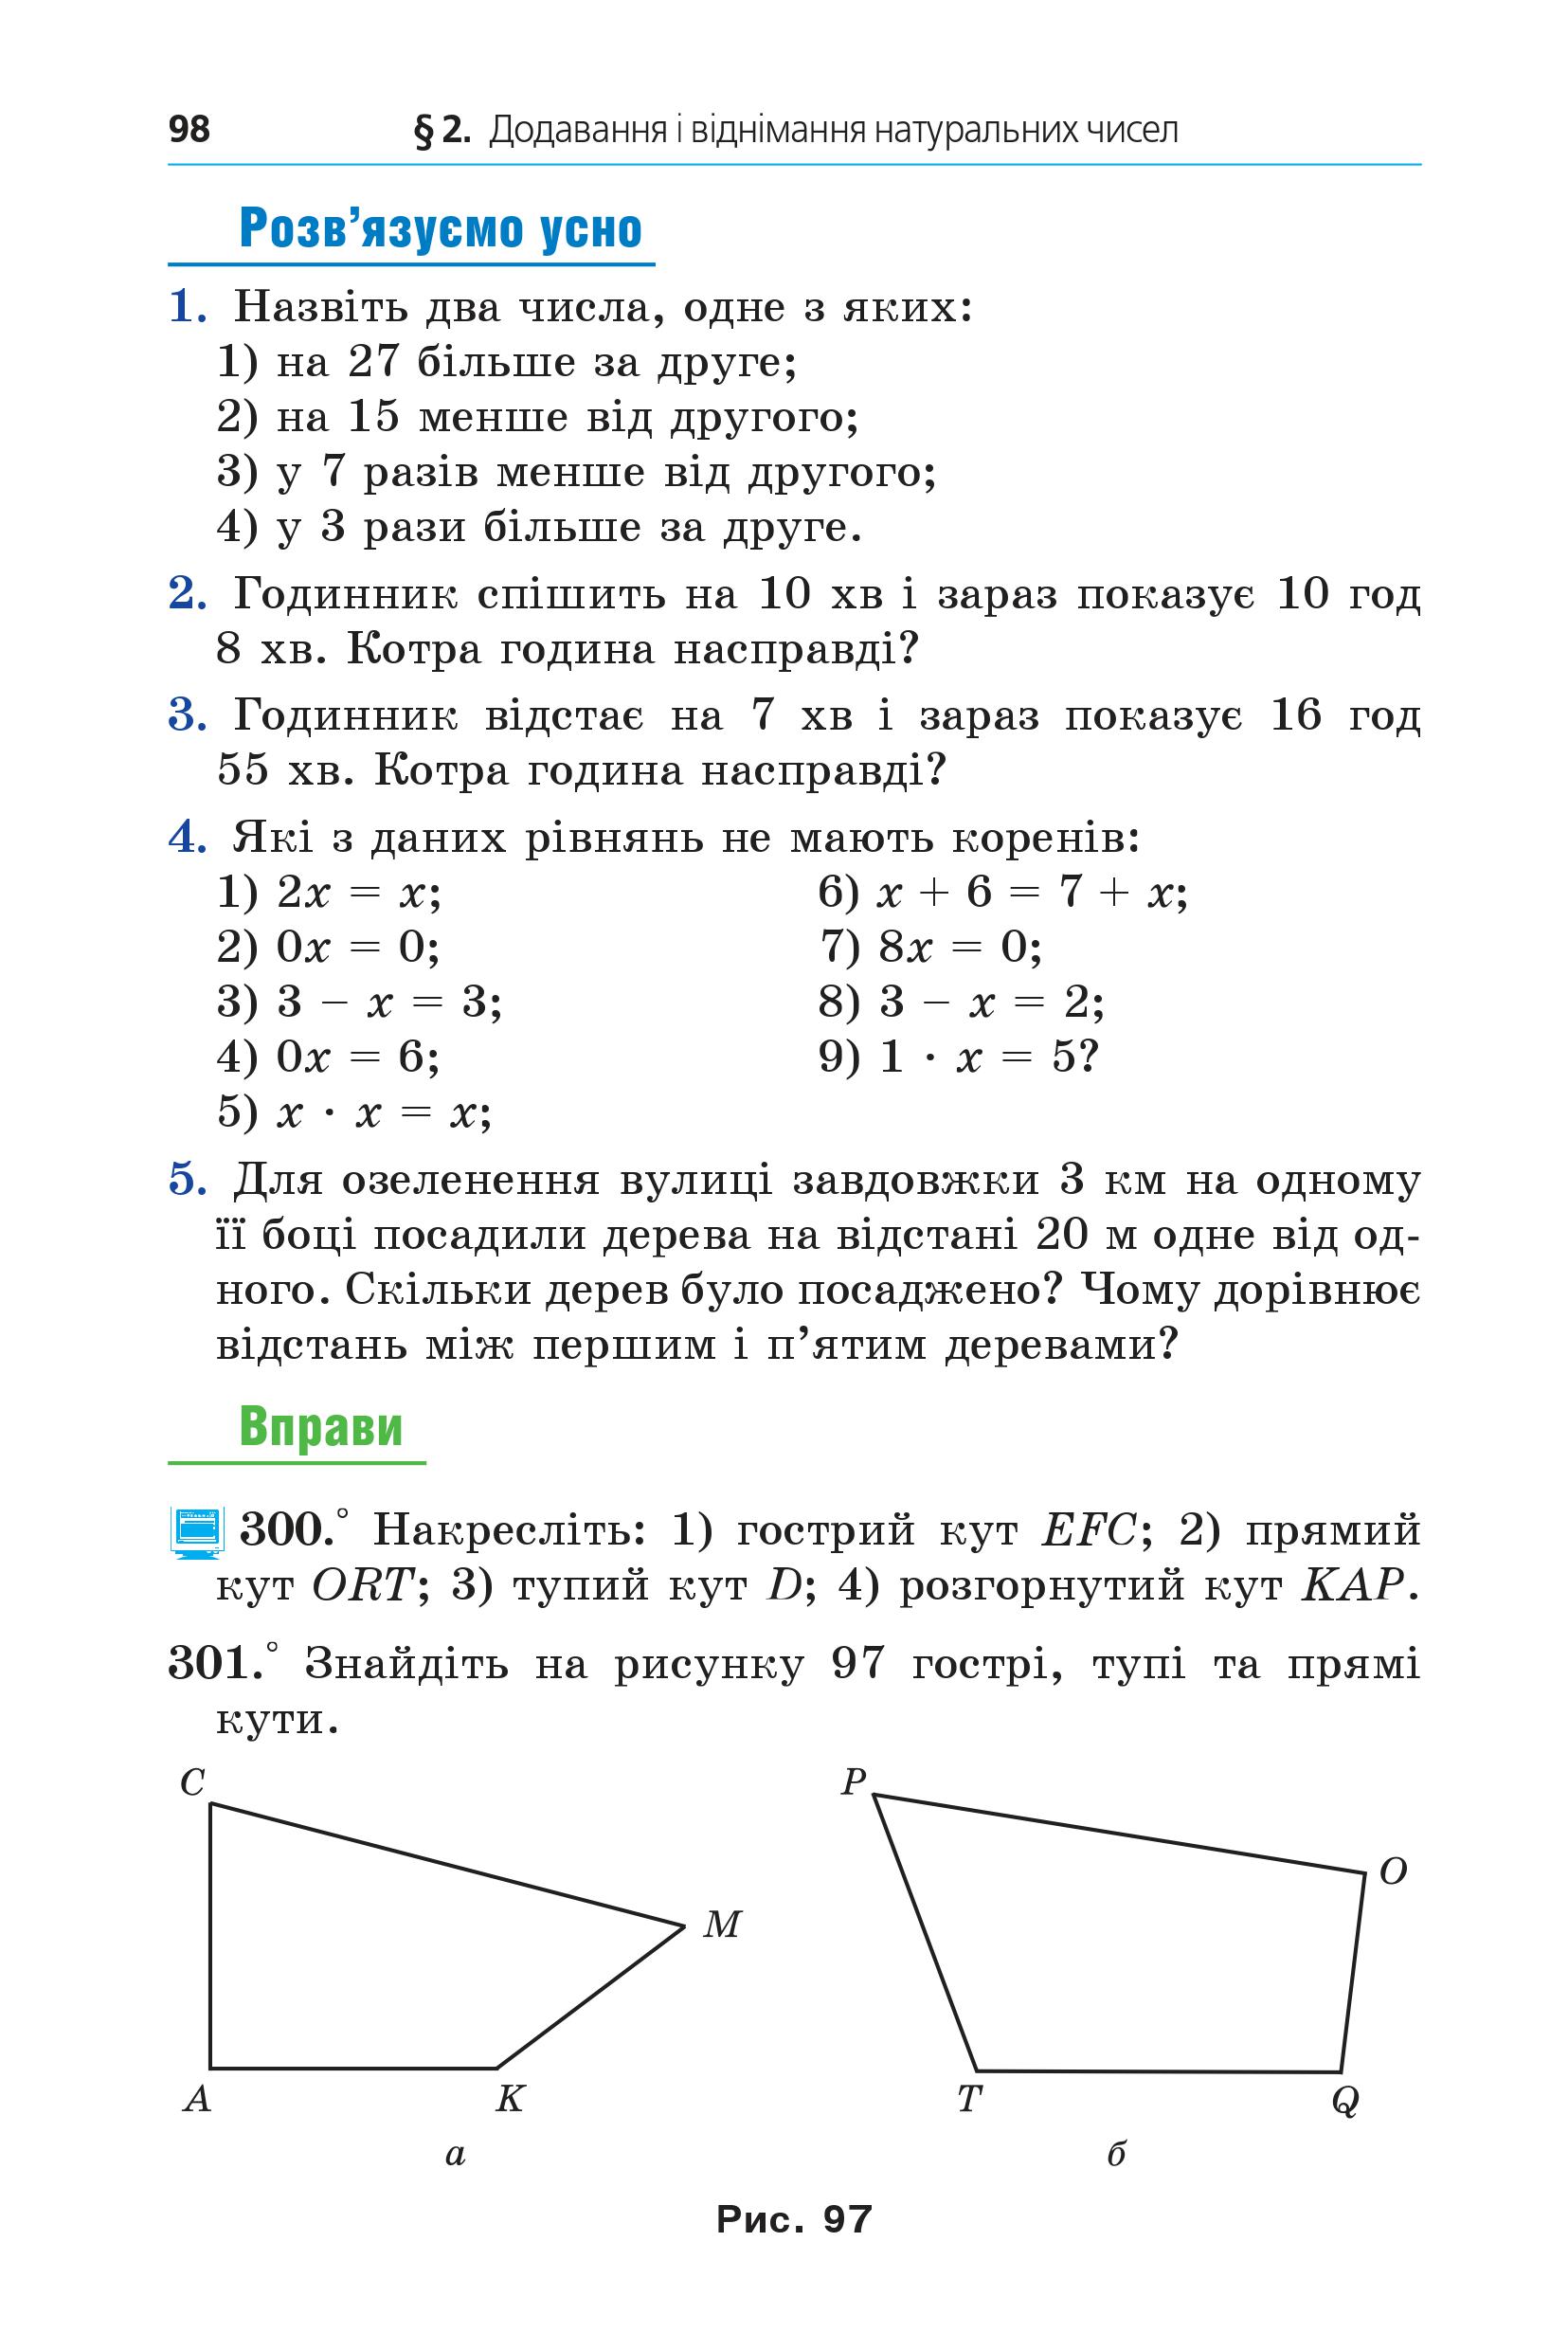 98 § 2. Додавання і віднімання натуральних чисел
Розв’язуємо усно
1. Назвіть два числа, одне з яких:
1) на 27 більше за друге;
2) на 15 менше від другого;
3) у 7 разів менше від другого;
4) у 3 рази більше за друге.
2. Годинник спішить на 10 хв і зараз показує 10 год
8 хв. Котра година насправді?
3. Годинник відстає на 7 хв і зараз показує 16 год
55 хв. Котра година насправді?
4. Які з даних рівнянь не мають коренів:
1) 2x = x; 6) x + 6 = 7 + x;
2) 0x = 0; 7) 8x = 0;
3) 3 – x = 3; 8) 3 – x = 2;
4) 0x = 6; 9) 1 · x = 5?
5) x · x = x;
5. Для озеленення вулиці завдовжки 3 км на одному
її боці посадили дерева на відстані 20 м одне від од-
ного. Скільки дерев було посаджено? Чому дорівнює
відстань між першим і п’ятим деревами?
Вправи
300.° Накресліть: 1) гострий кут EFC; 2) прямий
кут ORT; 3) тупий кут D; 4) розгорнутий кут KAP.
301.° Знайдіть на рисунку 97 гострі, тупі та прямі
кути.
C P
O
M
A K T Q
а б
Рис. 97